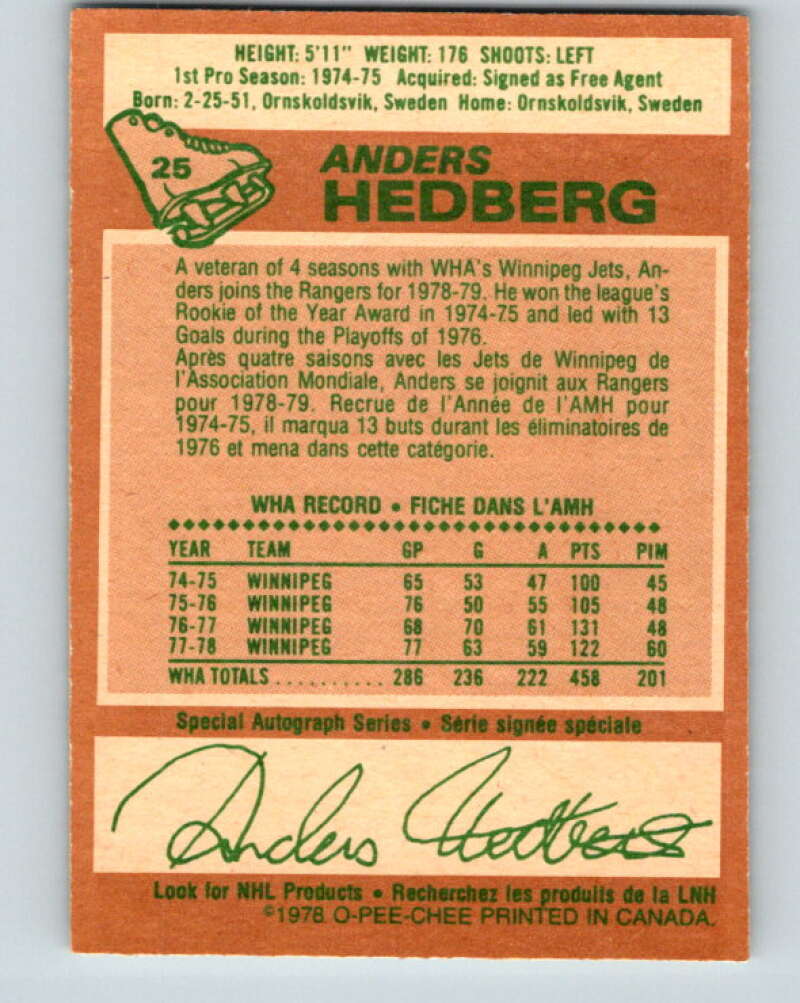 HEIGHT: 5'11" WEIGHT: 176 SHOOTS: LEFT
1st Pro Season: 1974-75 Acquired: Signed as Free Agent
Born: 2-25-51, Ornskoldsvik, Sweden Home: Ornskoldsvik, Sweden
25
ANDERS
HEDBERG
A veteran of 4 seasons with WHA's Winnipeg Jets, An-
ders joins the Rangers for 1978-79. He won the league's
Rookie of the Year Award in 1974-75 and led with 13
Goals during the Playoffs of 1976.
Après quatre saisons avec les Jets de Winnipeg de
l'Association Mondiale, Anders se joignit aux Rangers
pour 1978-79. Recrue de l'Année de l'AMH pour
1974-75, il marqua 13 buts durant les éliminatoires de
1976 et mena dans cette catégorie.
WHA RECORD • FICHE DANS L'AMH
YEAR TEAM GP G A PTS PIM
74-75 WINNIPEG 65 53 47 100 45
75-76 WINNIPEG 76 50 55 105 48
76-77 WINNIPEG 68 70 61 131 48
77-78 WINNIPEG 77 63 59 122 60
WHA TOTALS .......... 286 236 222 458 201
Special Autograph Series • Série signée spéciale
Anders Hedberg
Look for NHL Products • Recherchez les produits de la LNH
©1978 O-PEE-CHEE PRINTED IN CANADA.